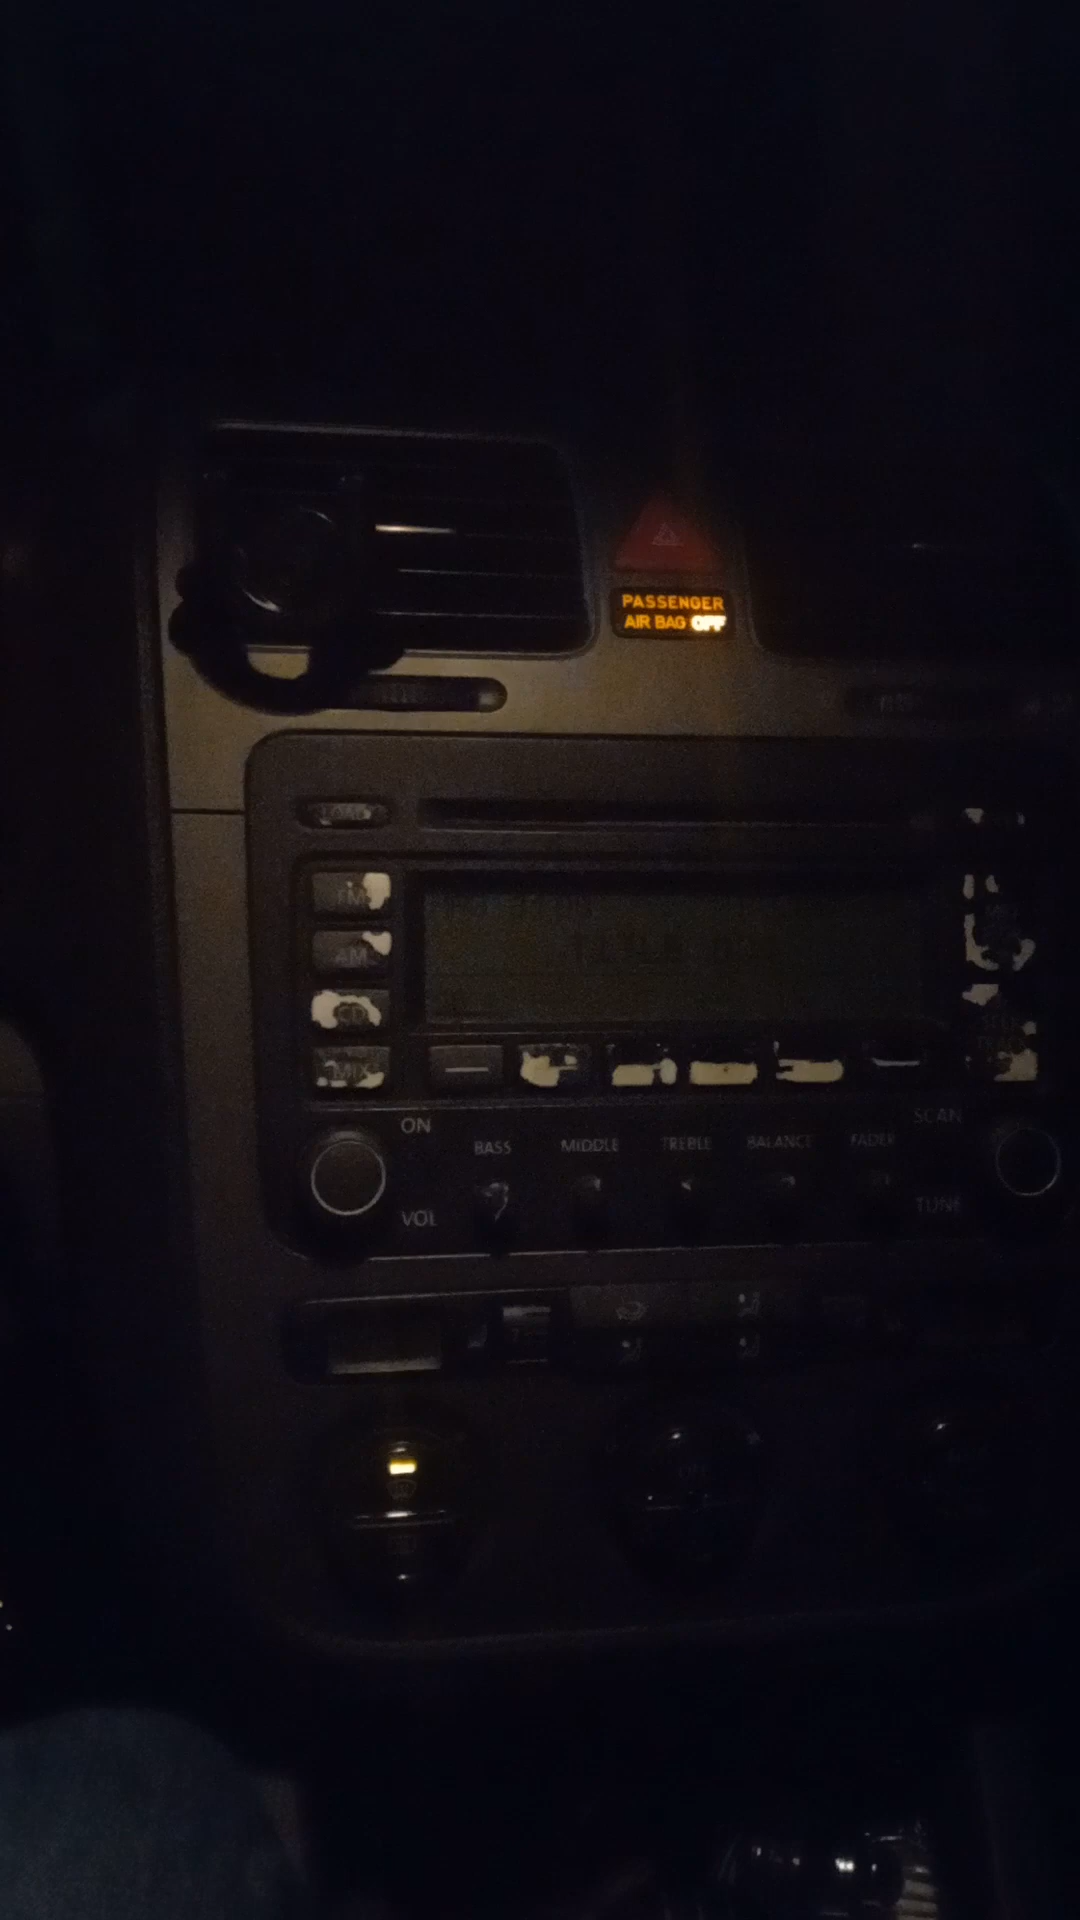 PASSENGER
AIR BAG OFF
LOAD
FM
AM
CD
MIX
ON
SCAN
BASS MIDDLE TREBLE BALANCE FADER
VOL
TUNE